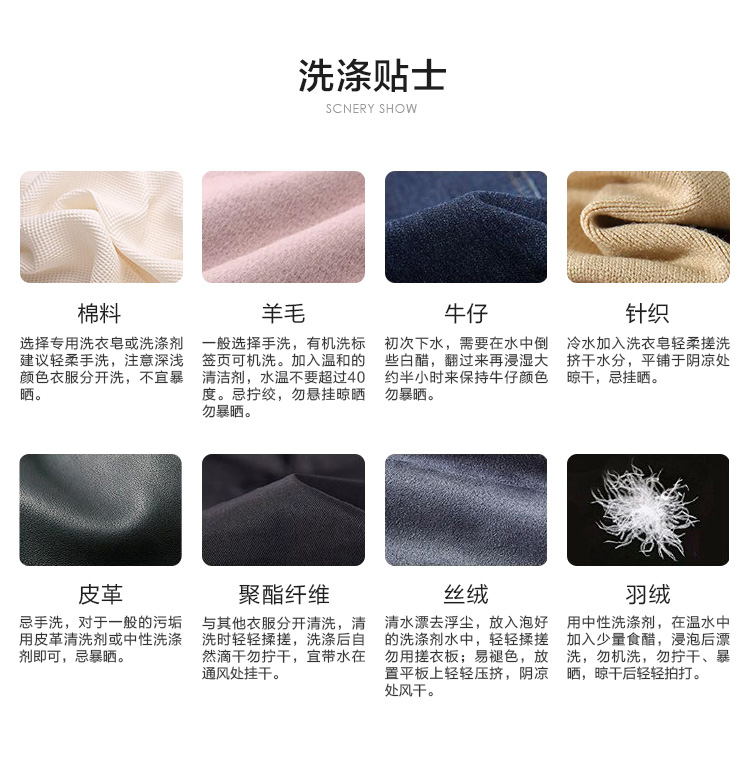 洗涤贴士
SCNERY SHOW
棉料
选择专用洗衣皂或洗涤剂
建议轻柔手洗，注意深浅
颜色衣服分开洗，不宜暴
晒。
羊毛
一般选择手洗，有机洗标
签页可机洗。加入温和的
清洁剂，水温不要超过40
度。忌拧绞，勿悬挂晾晒
勿暴晒。
牛仔
初次下水，需要在水中倒
些白醋，翻过来再浸湿大
约半小时来保持牛仔颜色
勿暴晒。
针织
冷水加入洗衣皂轻柔搓洗
挤干水分，平铺于阴凉处
晾干，忌挂晒。
皮革
忌手洗，对于一般的污垢
用皮革清洗剂或中性洗涤
剂即可，忌暴晒。
聚酯纤维
与其他衣服分开清洗，清
洗时轻轻揉搓，洗涤后自
然滴干勿拧干，宜带水在
通风处挂干。
丝绒
清水漂去浮尘，放入泡好
的洗涤剂水中，轻轻揉搓
勿用搓衣板；易褪色，放
置平板上轻轻压挤，阴凉
处风干。
羽绒
用中性洗涤剂，在温水中
加入少量食醋，浸泡后漂
洗，勿机洗，勿拧干、暴
晒，晾干后轻轻拍打。